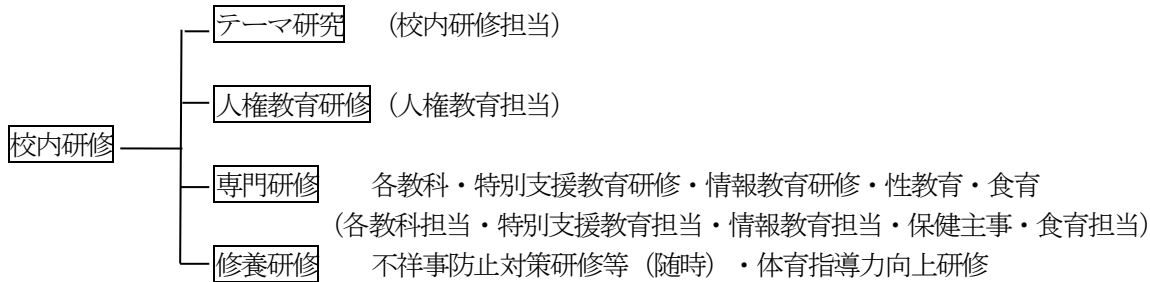 テーマ研究 (校内研修担当)
人権教育研修 (人権教育担当)
校内研修
専門研修 各教科・特別支援教育研修・情報教育研修・性教育・食育
(各教科担当・特別支援教育担当・情報教育担当・保健主事・食育担当)
修養研修 不祥事防止対策研修等 (随時) ・体育指導力向上研修